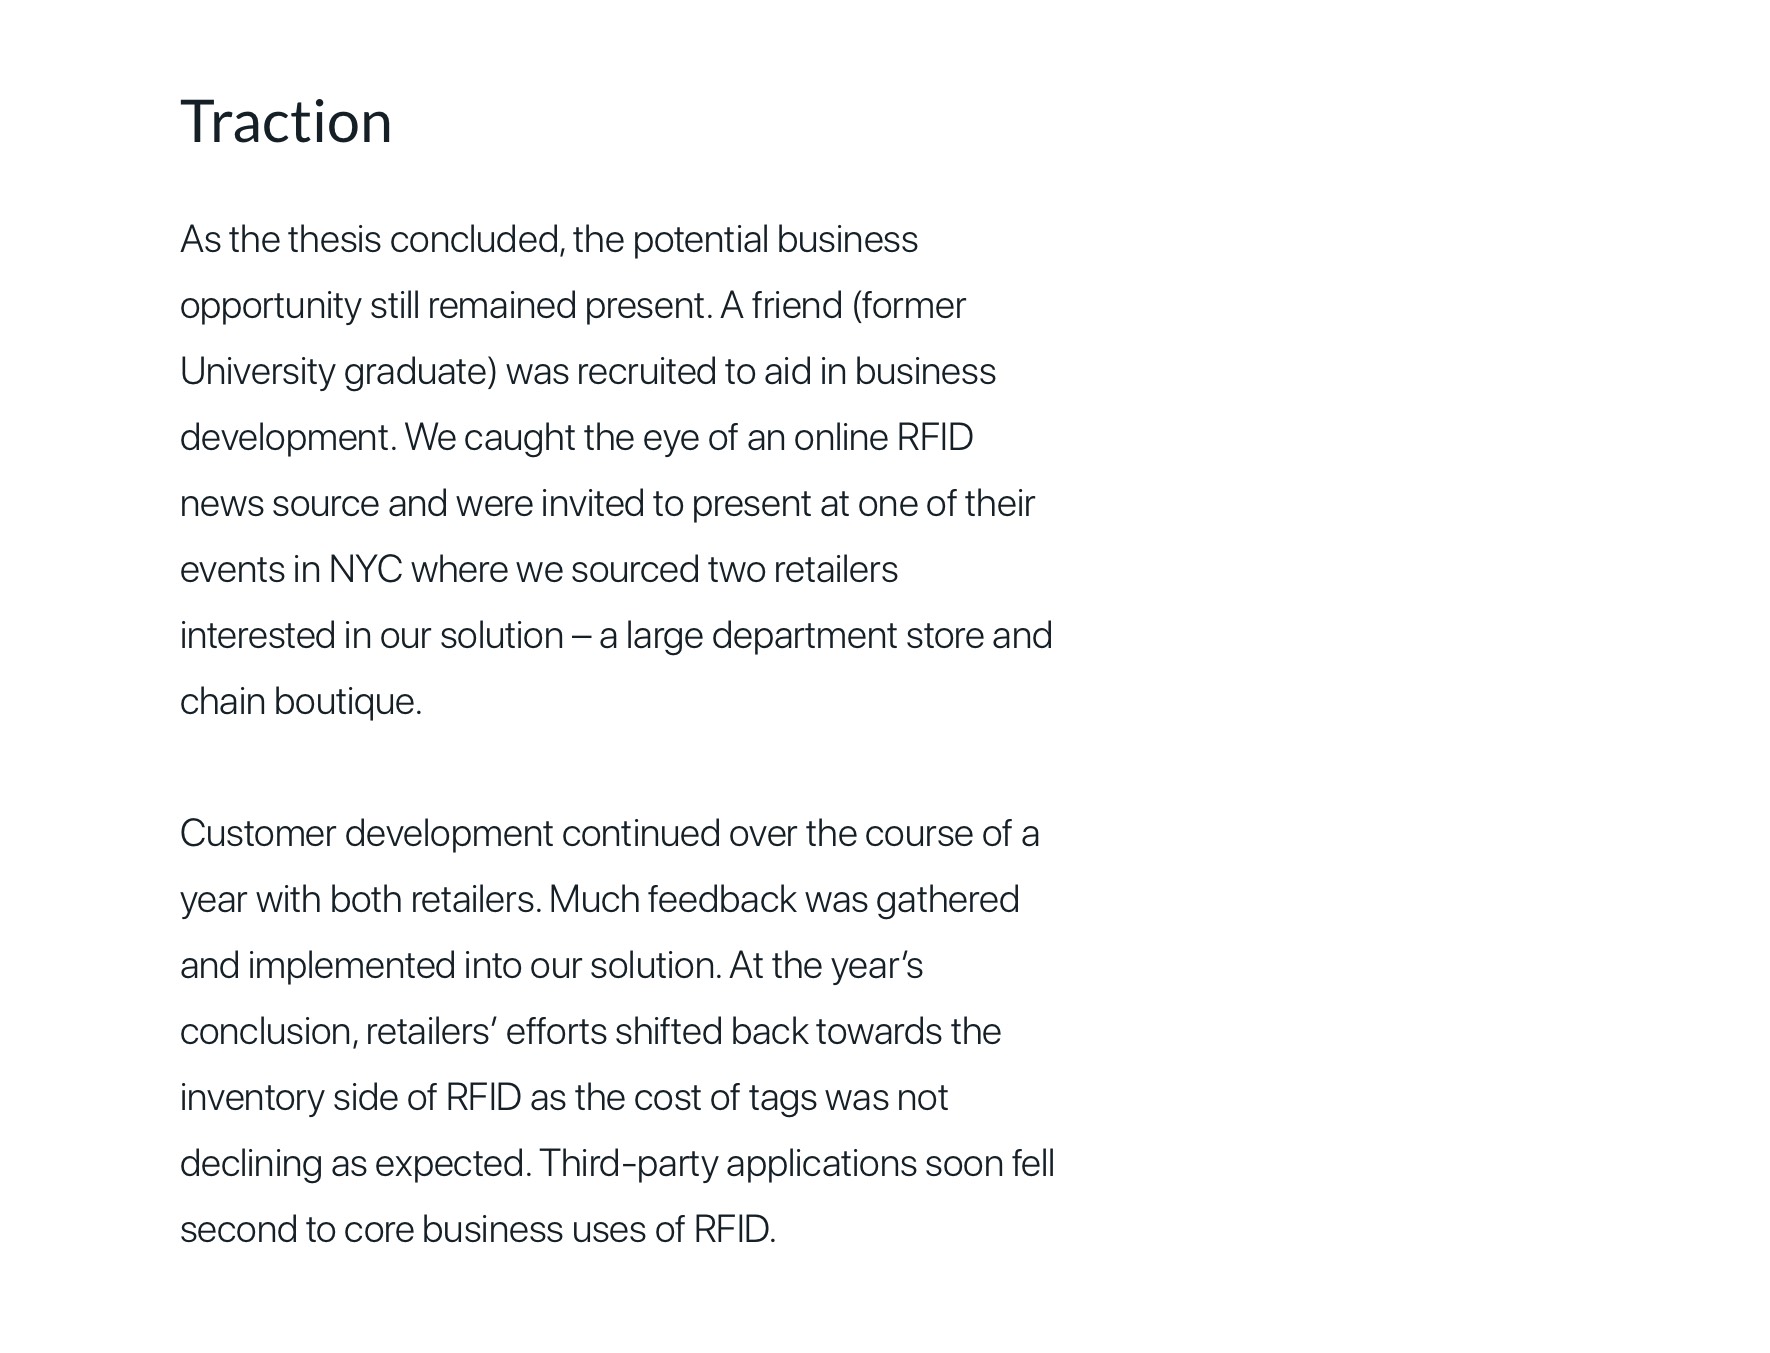 Traction
As the thesis concluded, the potential business
opportunity still remained present. A friend (former
University graduate) was recruited to aid in business
development. We caught the eye of an online RFID
news source and were invited to present at one of their
events in NYC where we sourced two retailers
interested in our solution – a large department store and
chain boutique.
Customer development continued over the course of a
year with both retailers. Much feedback was gathered
and implemented into our solution. At the year’s
conclusion, retailers’ efforts shifted back towards the
inventory side of RFID as the cost of tags was not
declining as expected. Third-party applications soon fell
second to core business uses of RFID.